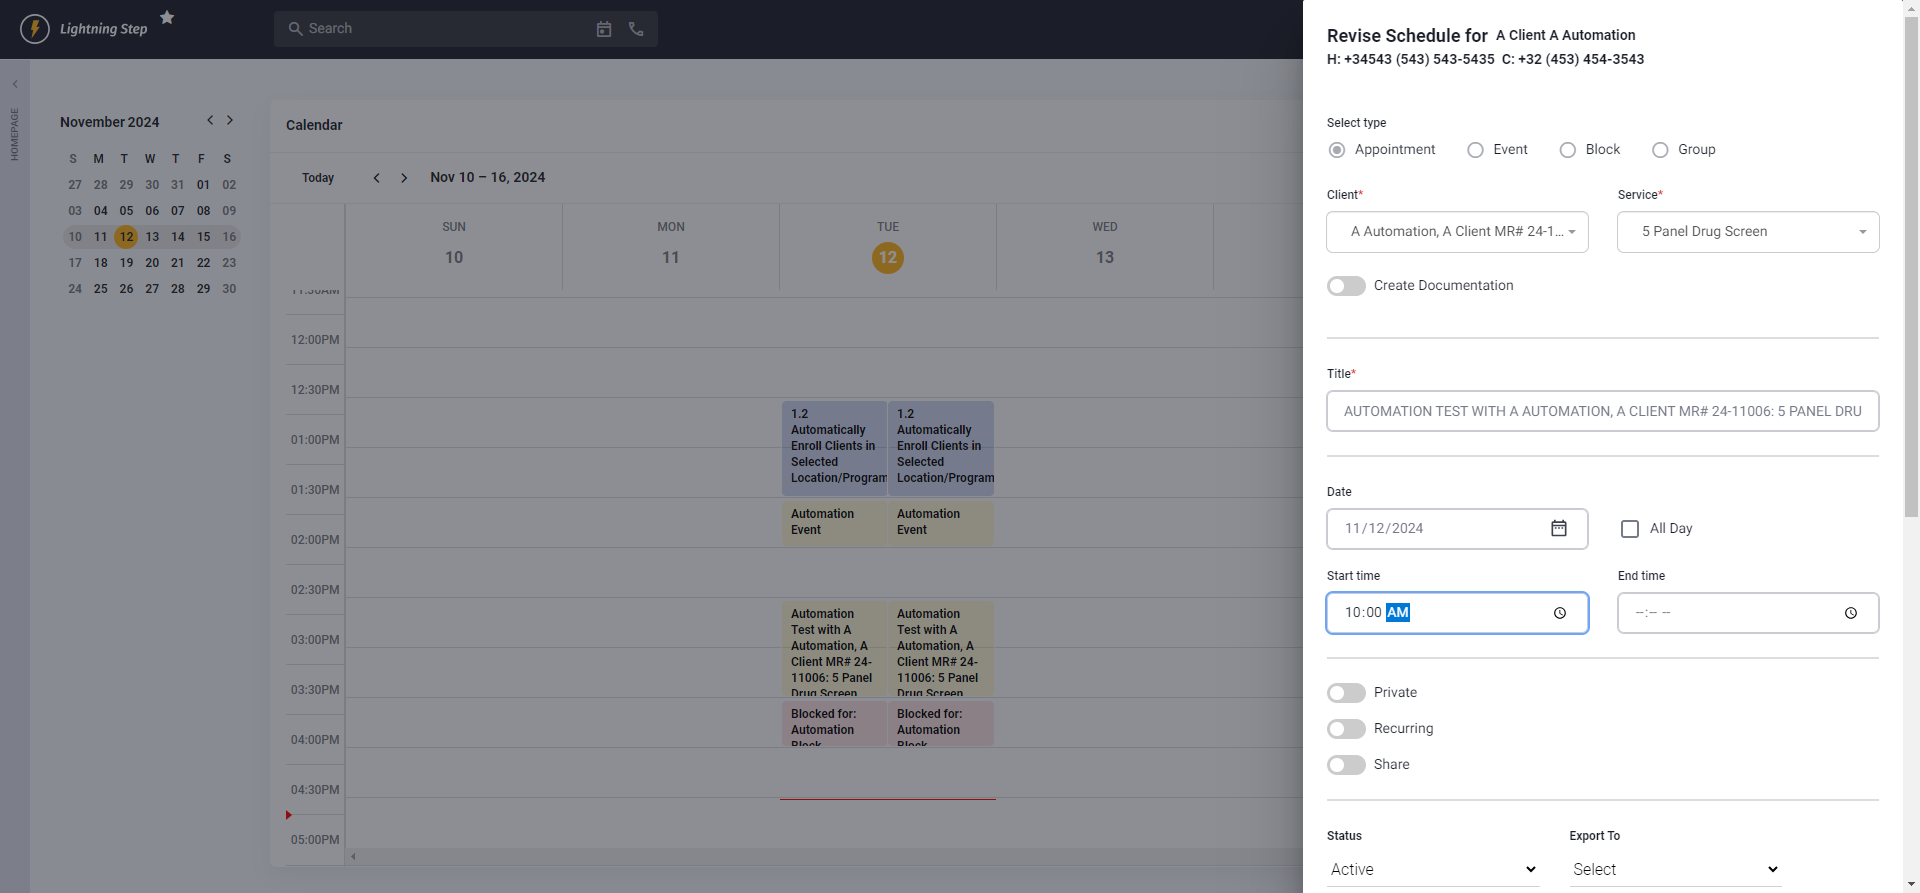 Lightning Step
Search
HOMEPAGE
November 2024
S M T W T F S
27 28 29 30 31 01 02
03 04 05 06 07 08 09
10 11 12 13 14 15 16
17 18 19 20 21 22 23
24 25 26 27 28 29 30
Calendar
Today
Nov 10 – 16, 2024
SUN MON TUE WED
10 11 12 13
11:30AM
12:00PM
12:30PM
01:00PM
01:30PM
02:00PM
02:30PM
03:00PM
03:30PM
04:00PM
04:30PM
05:00PM
1.2
Automatically
Enroll Clients in
Selected
Location/Program
1.2
Automatically
Enroll Clients in
Selected
Location/Program
Automation
Event
Automation
Event
Automation
Test with A
Automation, A
Client MR# 24-
11006: 5 Panel
Drug Screen
Automation
Test with A
Automation, A
Client MR# 24-
11006: 5 Panel
Drug Screen
Blocked for:
Automation
Block
Blocked for:
Automation
Block
Revise Schedule for A Client A Automation
H: +34543 (543) 543-5435 C: +32 (453) 454-3543
Select type
Appointment Event Block Group
Client* Service*
A Automation, A Client MR# 24-1... 5 Panel Drug Screen
Create Documentation
Title*
AUTOMATION TEST WITH A AUTOMATION, A CLIENT MR# 24-11006: 5 PANEL DRU
Date
11/12/2024 All Day
Start time End time
10:00 AM --:-- --
Private
Recurring
Share
Status Export To
Active Select